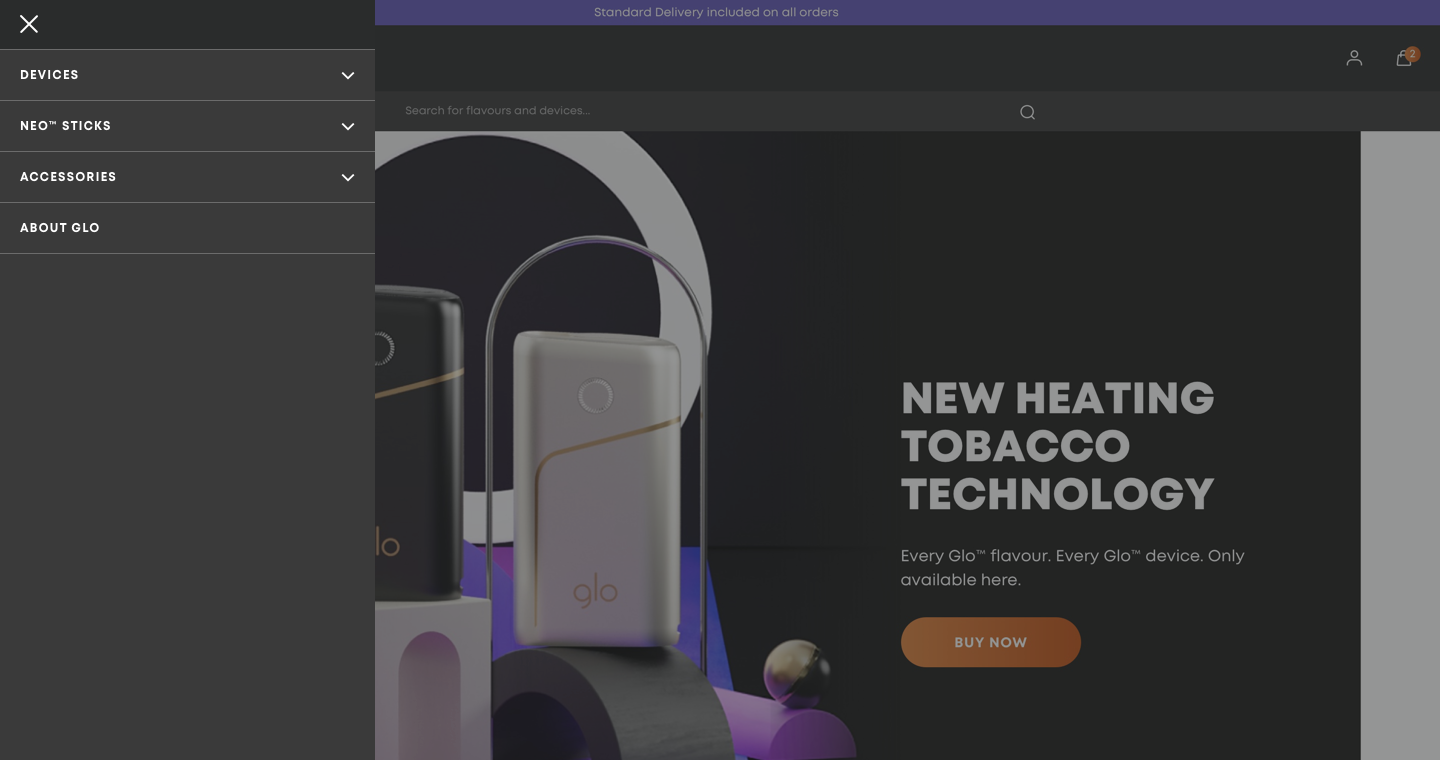 Standard Delivery included on all orders
2
Search for flavours and devices...
DEVICES
NEO™ STICKS
ACCESSORIES
ABOUT GLO
lo
glo
NEW HEATING
TOBACCO
TECHNOLOGY
Every Glo™ flavour. Every Glo™ device. Only
available here.
BUY NOW